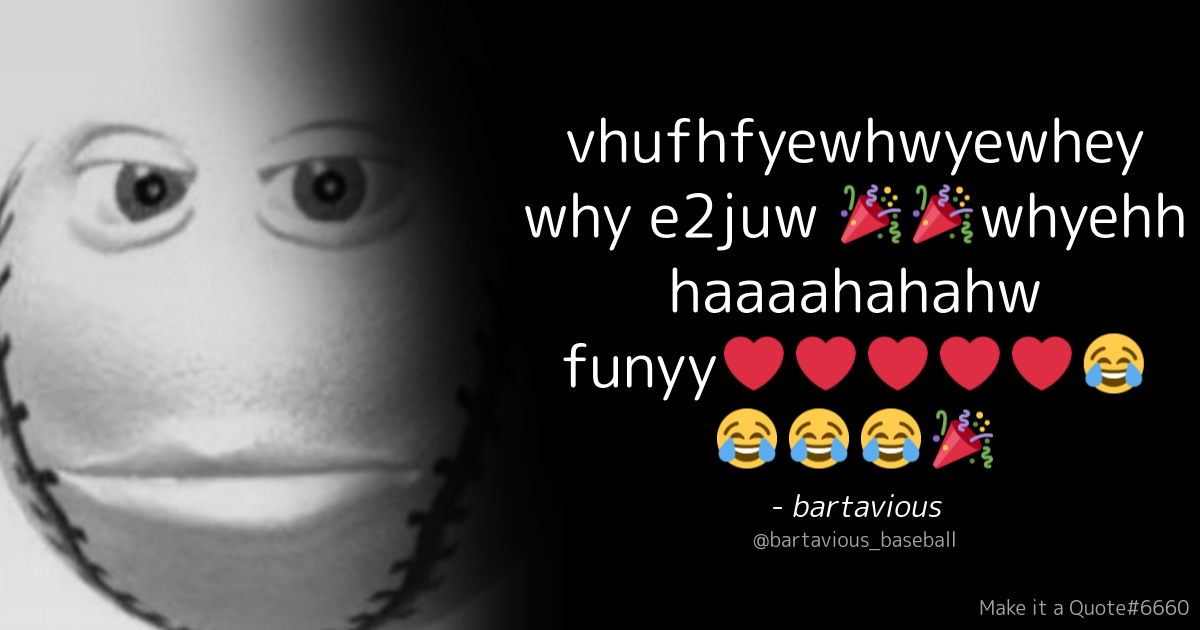 vhufhfyewhwyewhey
why e2juw 🎉🎉whyehh
haaaahahahw
funyy❤️❤️❤️❤️❤️😂
😂😂😂🎉
- bartavious
@bartavious_baseball
Make it a Quote#6660